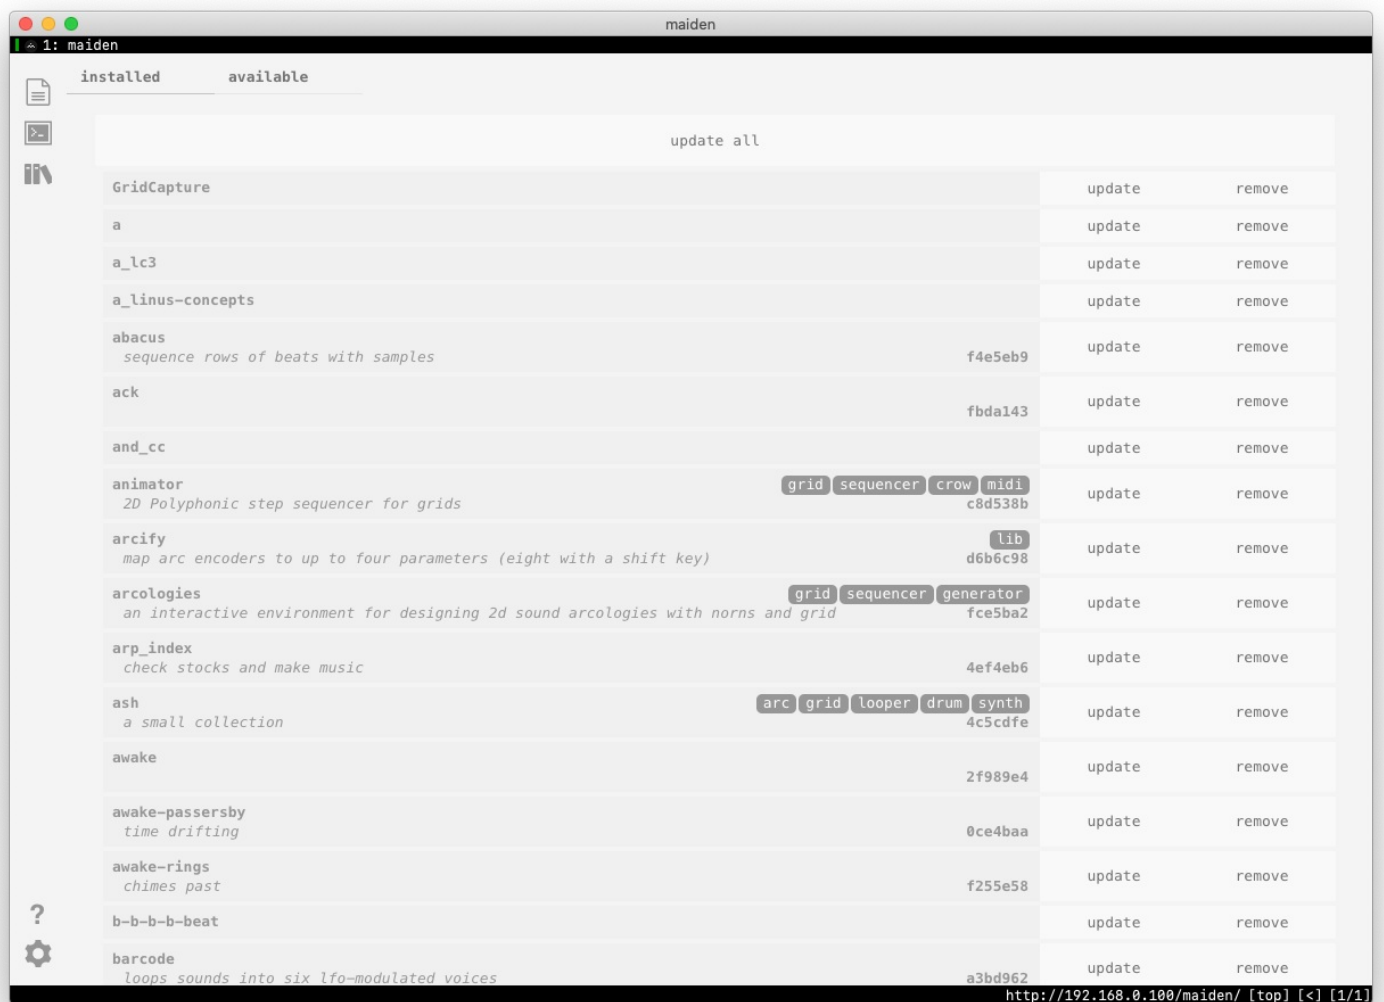 maiden
1: maiden
installed available
update all
GridCapture update remove
a update remove
a_lc3 update remove
a_linus-concepts update remove
abacus
sequence rows of beats with samples f4e5eb9 update remove
ack
fbda143 update remove
and_cc update remove
animator grid sequencer crow midi
2D Polyphonic step sequencer for grids c8d538b update remove
arcify lib
map arc encoders to up to four parameters (eight with a shift key) d6b6c98 update remove
arcologies grid sequencer generator
an interactive environment for designing 2d sound arcologies with norns and grid fce5ba2 update remove
arp_index
check stocks and make music 4ef4eb6 update remove
ash arc grid looper drum synth
a small collection 4c5cdfe update remove
awake
2f989e4 update remove
awake-passersby
time drifting 0ce4baa update remove
awake-rings
chimes past f255e58 update remove
b-b-b-b-beat update remove
barcode
loops sounds into six lfo-modulated voices a3bd962 update remove
?
http://192.168.0.100/maiden/ [top] [<] [1/1]